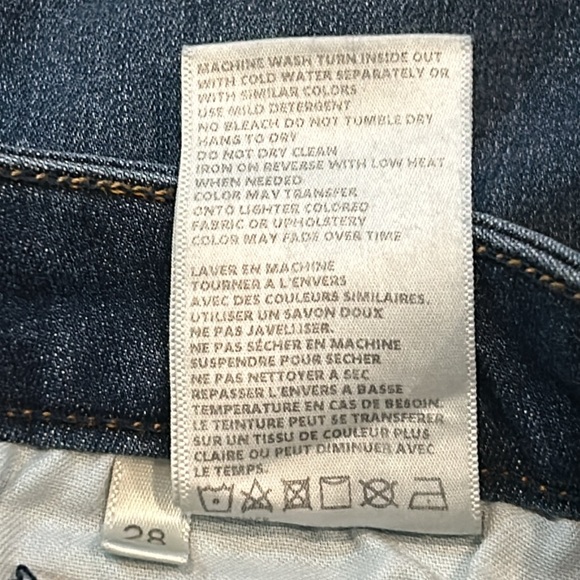 MACHINE WASH TURN INSIDE OUT
WITH COLD WATER SEPARATELY OR
WITH SIMILAR COLORS
USE MILD DETERGENT
NO BLEACH DO NOT TUMBLE DRY
HANG TO DRY
DO NOT DRY CLEAN
IRON ON REVERSE WITH LOW HEAT
WHEN NEEDED
COLOR MAY TRANSFER
ONTO LIGHTER COLORED
FABRIC OR UPHOLSTERY
COLOR MAY FADE OVER TIME
LAVER EN MACHINE
TOURNER A L'ENVERS
AVEC DES COULEURS SIMILAIRES.
UTILISER UN SAVON DOUX
NE PAS JAVELLISER.
NE PAS SÉCHER EN MACHINE
SUSPENDRE POUR SÉCHER
NE PAS NETTOYER A SEC
REPASSER L'ENVERS A BASSE
TEMPERATURE EN CAS DE BESOIN.
LE TEINTURE PEUT SE TRANSFERER
SUR UN TISSU DE COULEUR PLUS
CLAIRE OU PEUT DIMINUER AVEC
LE TEMPS.
28